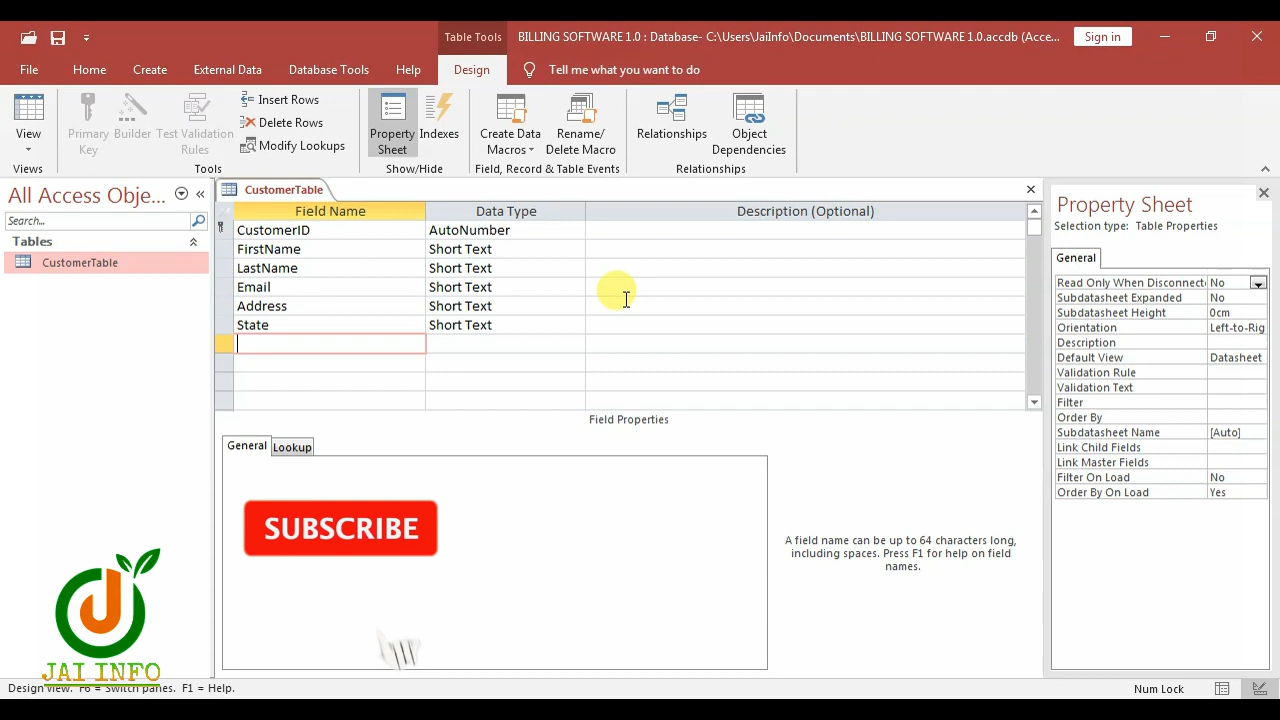 Table Tools
BILLING SOFTWARE 1.0 : Database- C:\Users\JaiInfo\Documents\BILLING SOFTWARE 1.0.accdb (Acce...
Sign in
File Home Create External Data Database Tools Help Design Tell me what you want to do
View
Primary Key
Builder
Test Validation Rules
Insert Rows
Delete Rows
Modify Lookups
Property Sheet
Indexes
Create Data Macros
Rename/ Delete Macro
Relationships
Object Dependencies
Views Tools Show/Hide Field, Record & Table Events Relationships
All Access Obje...
Search...
Tables
CustomerTable
CustomerTable
Field Name Data Type Description (Optional)
CustomerID AutoNumber
FirstName Short Text
LastName Short Text
Email Short Text
Address Short Text
State Short Text
Field Properties
General Lookup
SUBSCRIBE
A field name can be up to 64 characters long,
including spaces. Press F1 for help on field
names.
Property Sheet
Selection type: Table Properties
General
Read Only When Disconnect No
Subdatasheet Expanded No
Subdatasheet Height 0cm
Orientation Left-to-Rig
Description
Default View Datasheet
Validation Rule
Validation Text
Filter
Order By
Subdatasheet Name [Auto]
Link Child Fields
Link Master Fields
Filter On Load No
Order By On Load Yes
JAI INFO
Design view. F6 = Switch panes. F1 = Help.
Num Lock